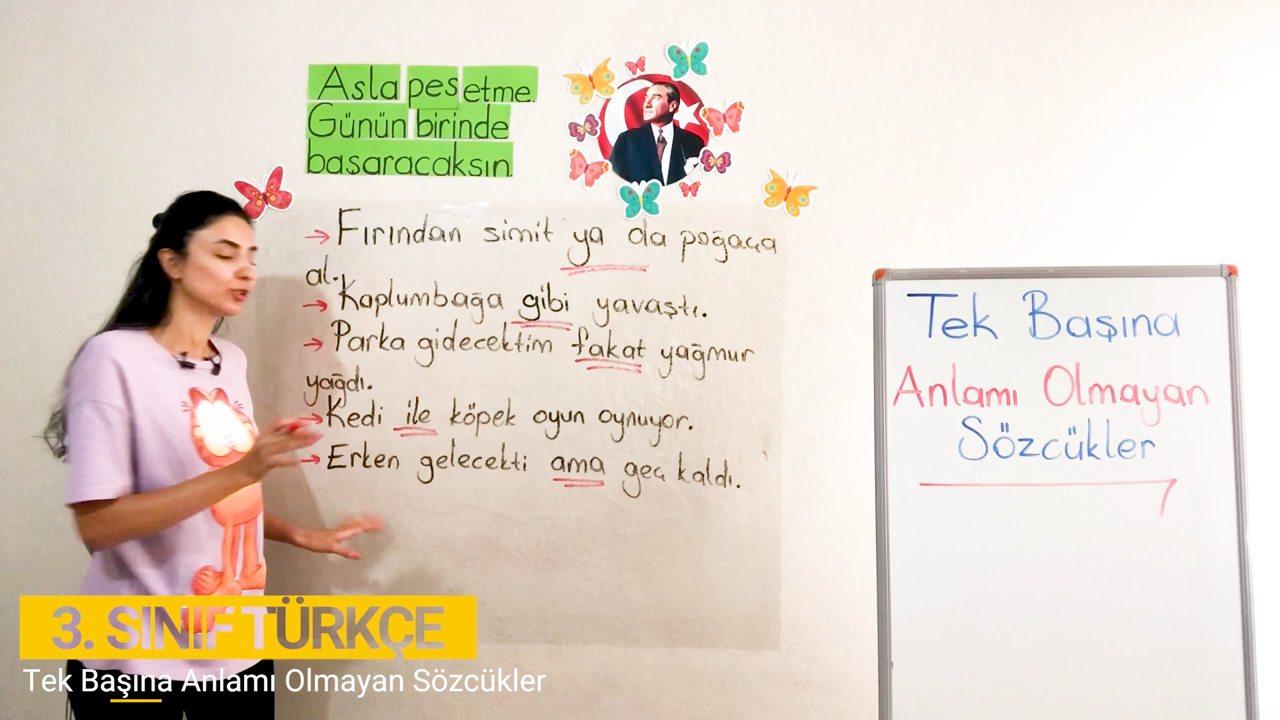 Asla pes etme.
Günün birinde
başaracaksın.
→ Fırından simit ya da poğaça
al.
→ Kaplumbağa gibi yavaştı.
→ Parka gidecektim fakat yağmur
yağdı.
→ Kedi ile köpek oyun oynuyor.
→ Erken gelecekti ama geç kaldı.
Tek Başına
Anlamı Olmayan
Sözcükler
3. SINIF TÜRKÇE
Tek Başına Anlamı Olmayan Sözcükler